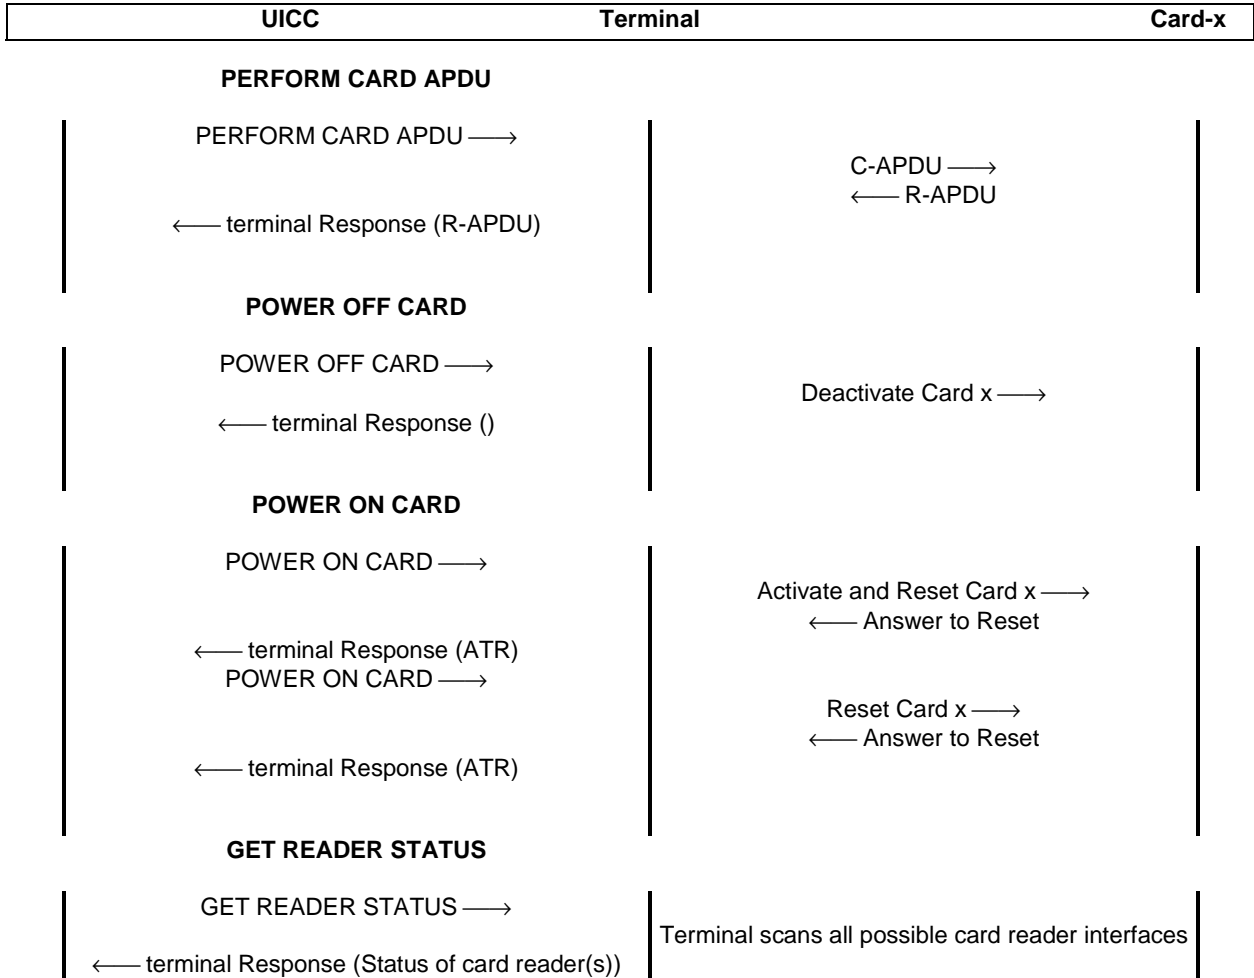 UICC Terminal Card-x
PERFORM CARD APDU
PERFORM CARD APDU ⟶
C-APDU ⟶
⟵ R-APDU
⟵ terminal Response (R-APDU)
POWER OFF CARD
POWER OFF CARD ⟶
Deactivate Card x ⟶
⟵ terminal Response ()
POWER ON CARD
POWER ON CARD ⟶
Activate and Reset Card x ⟶
⟵ Answer to Reset
⟵ terminal Response (ATR)
POWER ON CARD ⟶
Reset Card x ⟶
⟵ Answer to Reset
⟵ terminal Response (ATR)
GET READER STATUS
GET READER STATUS ⟶
Terminal scans all possible card reader interfaces
⟵ terminal Response (Status of card reader(s))